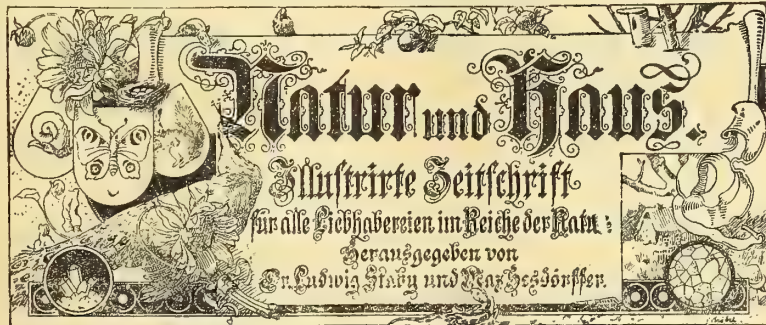 Natur und Haus.
Illustrirte Zeitschrift
für alle Liebhabereien im Reiche der Natur:
Herausgegeben von
Dr. Ludwig Staby und Max Hesdörffer.